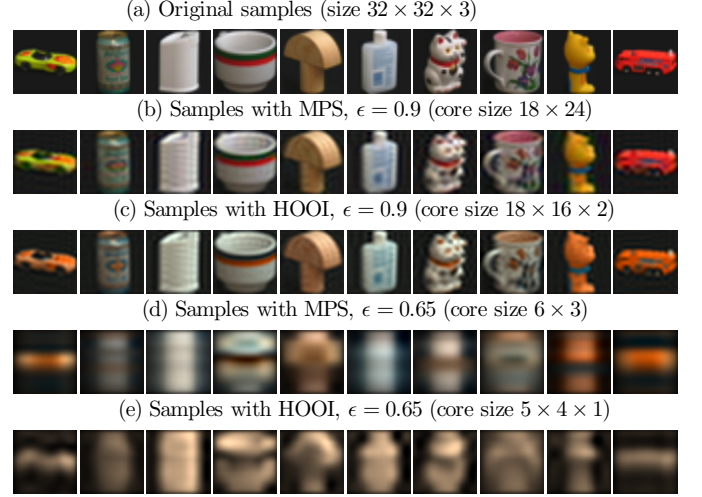 (a) Original samples (size 32 × 32 × 3)
(b) Samples with MPS, ϵ = 0.9 (core size 18 × 24)
(c) Samples with HOOI, ϵ = 0.9 (core size 18 × 16 × 2)
(d) Samples with MPS, ϵ = 0.65 (core size 6 × 3)
(e) Samples with HOOI, ϵ = 0.65 (core size 5 × 4 × 1)